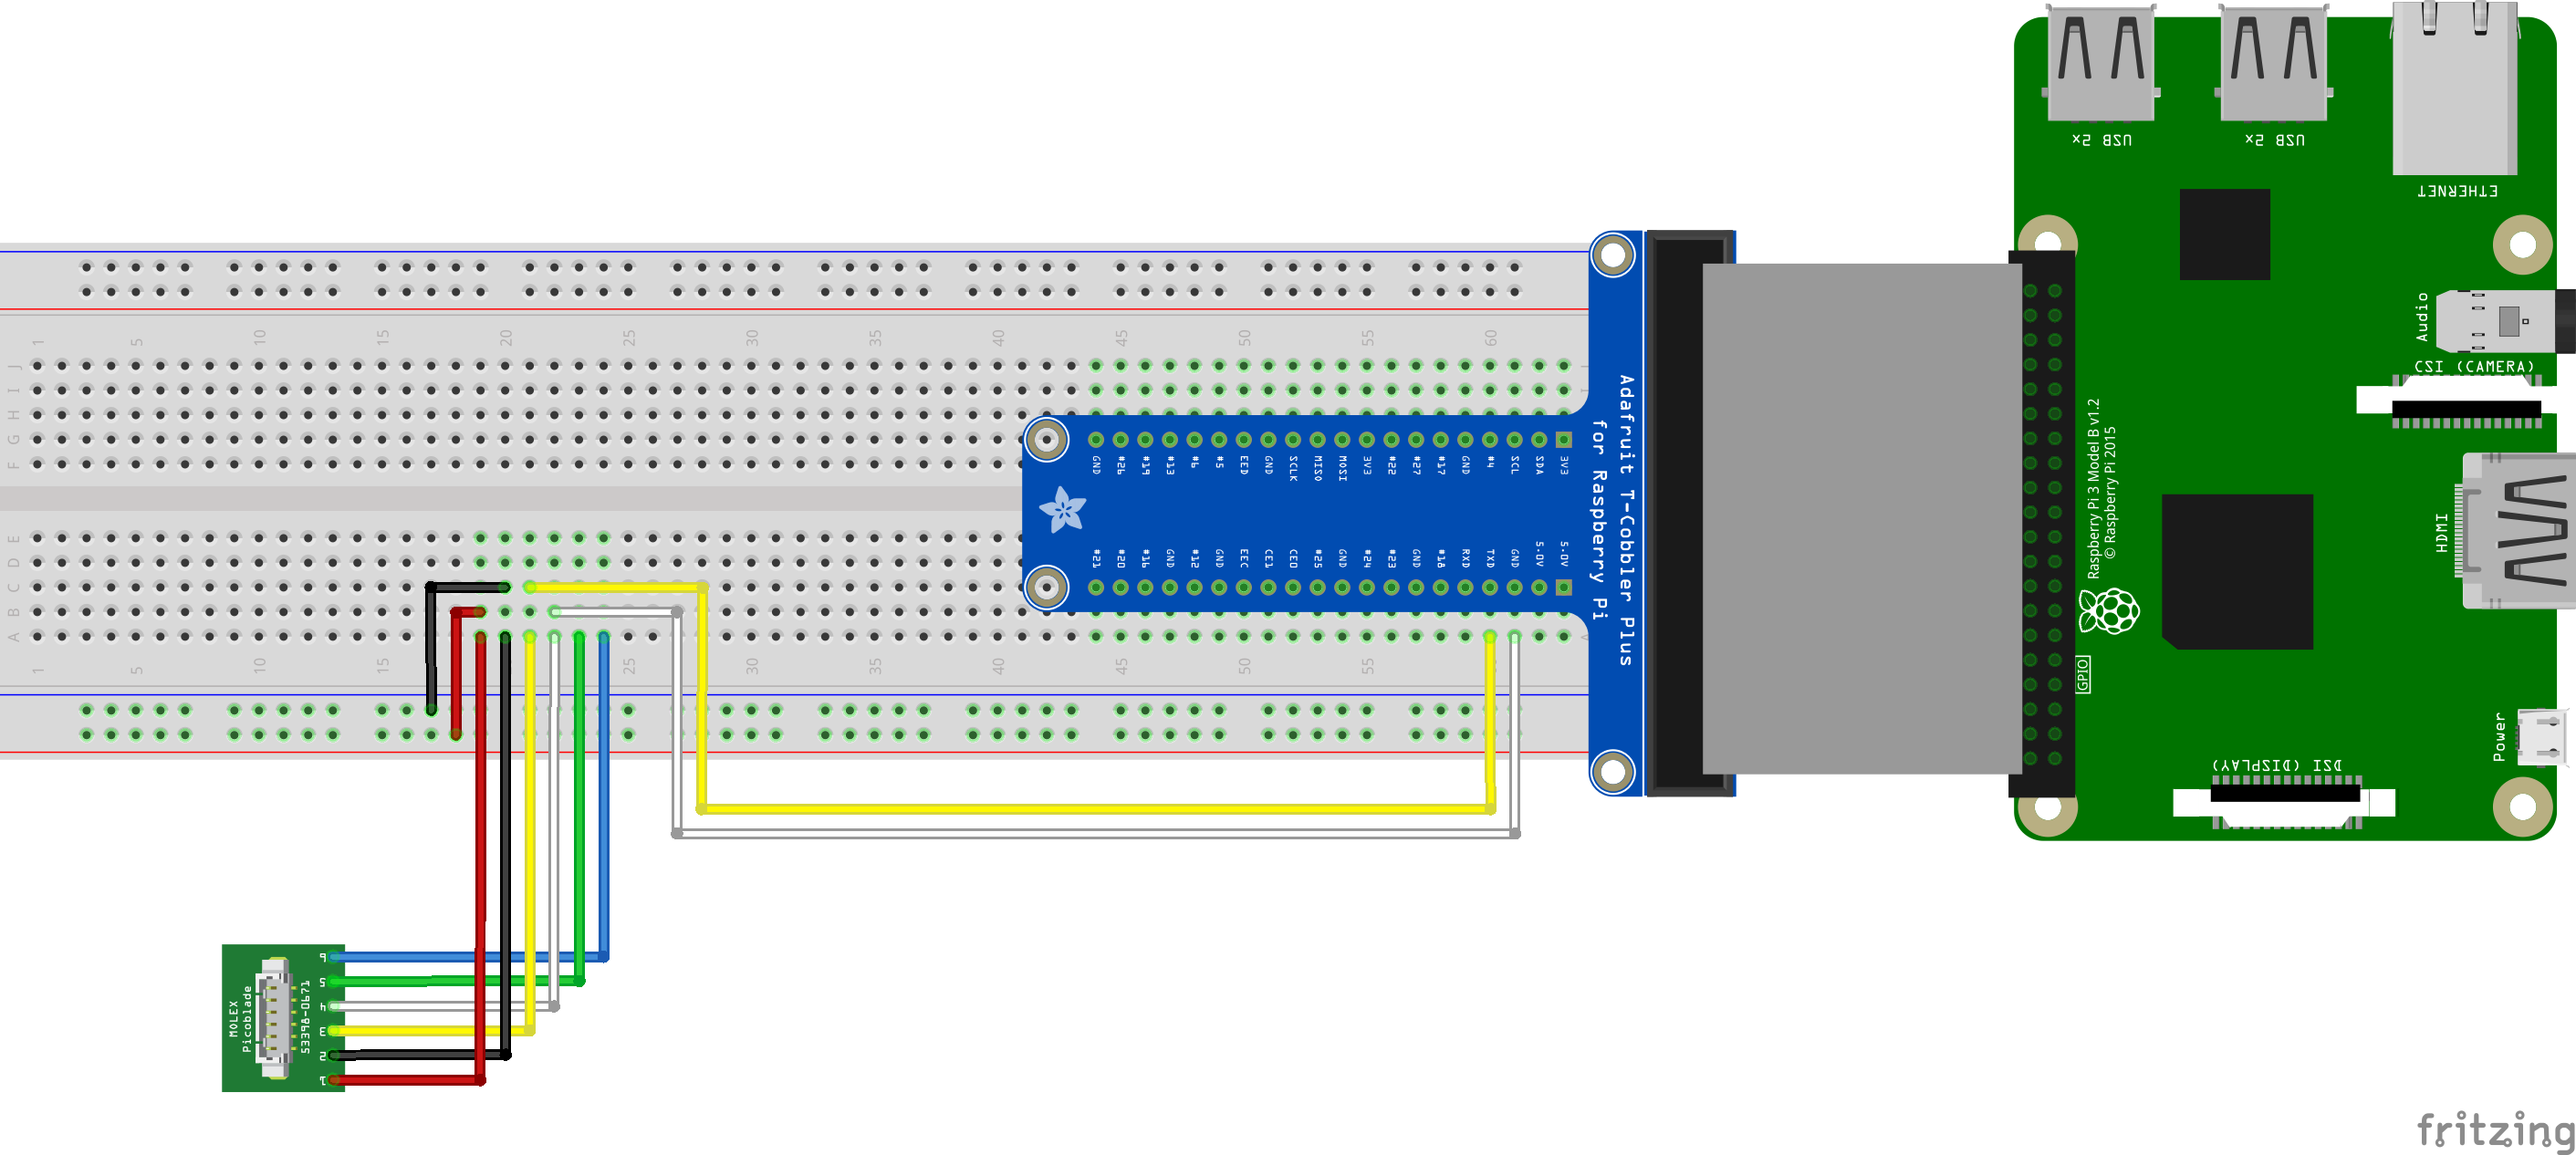 USB 2x
USB 2x
ETHERNET
Audio
CSI (CAMERA)
HDMI
Raspberry Pi 3 Model B v1.2
© Raspberry Pi 2015
GPIO
Power
DSI (DISPLAY)
Adafruit T-Cobbler Plus
for Raspberry Pi
GND #26 #19 #13 #6 #5 EED GND SCLK MISO MOSI 3V3 #22 #27 #17 GND #4 SCL SDA 3V3
#21 #20 #16 GND #12 GND EEC CE1 CE0 #25 GND #24 #23 GND #18 RXD TXD GND 5.0V 5.0V
1 5 10 15 20 25 30 35 40 45 50 55 60
J
I
H
G
F
E
D
C
B
A
1 5 10 15 20 25 30 35 40 45 50 55
MOLEX
Picoblade
53398-0671
6
5
4
3
2
1
fritzing